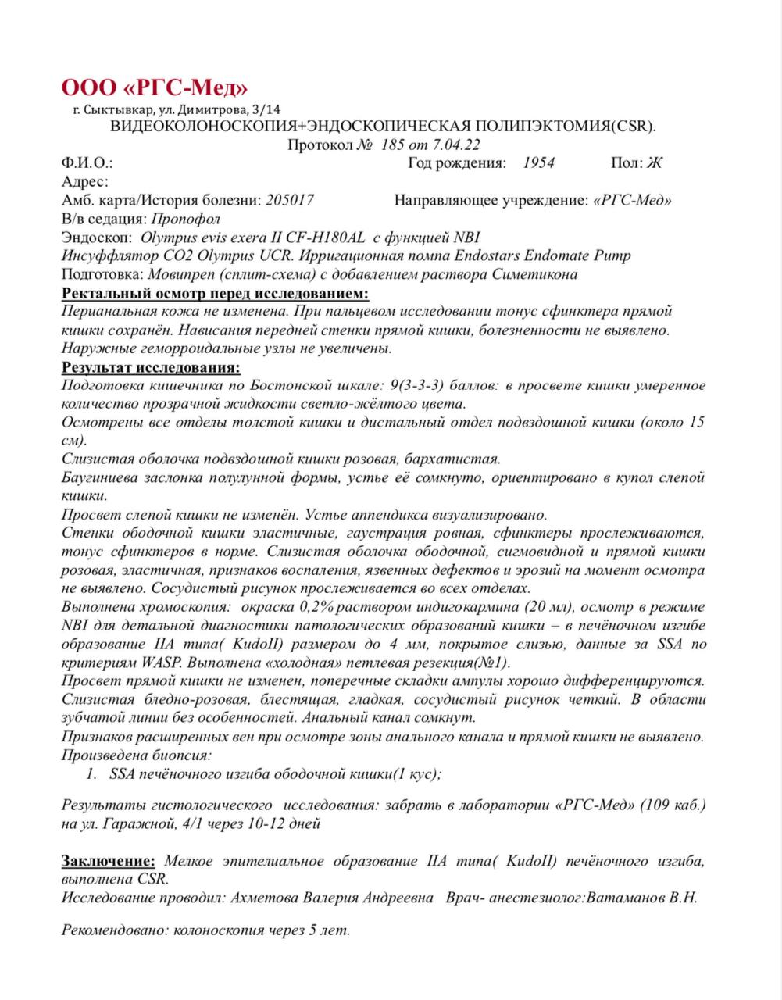 ООО «РГС-Мед»
г. Сыктывкар, ул. Димитрова, 3/14
ВИДЕОКОЛОНОСКОПИЯ+ЭНДОСКОПИЧЕСКАЯ ПОЛИПЭКТОМИЯ(CSR).
Протокол № 185 от 7.04.22
Ф.И.О.: Год рождения: 1954 Пол: Ж
Адрес:
Амб. карта/История болезни: 205017 Направляющее учреждение: «РГС-Мед»
В/в седация: Пропофол
Эндоскоп: Olympus evis exera II CF-H180AL с функцией NBI
Инсуффлятор CO2 Olympus UCR. Ирригационная помпа Endostars Endomate Pump
Подготовка: Мовипреп (сплит-схема) с добавлением раствора Симетикона
Ректальный осмотр перед исследованием:
Перианальная кожа не изменена. При пальцевом исследовании тонус сфинктера прямой
кишки сохранён. Нависания передней стенки прямой кишки, болезненности не выявлено.
Наружные геморроидальные узлы не увеличены.
Результат исследования:
Подготовка кишечника по Бостонской шкале: 9(3-3-3) баллов: в просвете кишки умеренное
количество прозрачной жидкости светло-жёлтого цвета.
Осмотрены все отделы толстой кишки и дистальный отдел подвздошной кишки (около 15
см).
Слизистая оболочка подвздошной кишки розовая, бархатистая.
Баугиниева заслонка полулунной формы, устье её сомкнуто, ориентировано в купол слепой
кишки.
Просвет слепой кишки не изменён. Устье аппендикса визуализировано.
Стенки ободочной кишки эластичные, гаустрация ровная, сфинктеры прослеживаются,
тонус сфинктеров в норме. Слизистая оболочка ободочной, сигмовидной и прямой кишки
розовая, эластичная, признаков воспаления, язвенных дефектов и эрозий на момент осмотра
не выявлено. Сосудистый рисунок прослеживается во всех отделах.
Выполнена хромоскопия: окраска 0,2% раствором индигокармина (20 мл), осмотр в режиме
NBI для детальной диагностики патологических образований кишки – в печёночном изгибе
образование IIA типа( KudoII) размером до 4 мм, покрытое слизью, данные за SSA по
критериям WASP. Выполнена «холодная» петлевая резекция(№1).
Просвет прямой кишки не изменен, поперечные складки ампулы хорошо дифференцируются.
Слизистая бледно-розовая, блестящая, гладкая, сосудистый рисунок четкий. В области
зубчатой линии без особенностей. Анальный канал сомкнут.
Признаков расширенных вен при осмотре зоны анального канала и прямой кишки не выявлено.
Произведена биопсия:
1. SSA печёночного изгиба ободочной кишки(1 кус);
Результаты гистологического исследования: забрать в лаборатории «РГС-Мед» (109 каб.)
на ул. Гаражной, 4/1 через 10-12 дней
Заключение: Мелкое эпителиальное образование IIA типа( KudoII) печёночного изгиба,
выполнена CSR.
Исследование проводил: Ахметова Валерия Андреевна Врач- анестезиолог:Ватаманов В.Н.
Рекомендовано: колоноскопия через 5 лет.